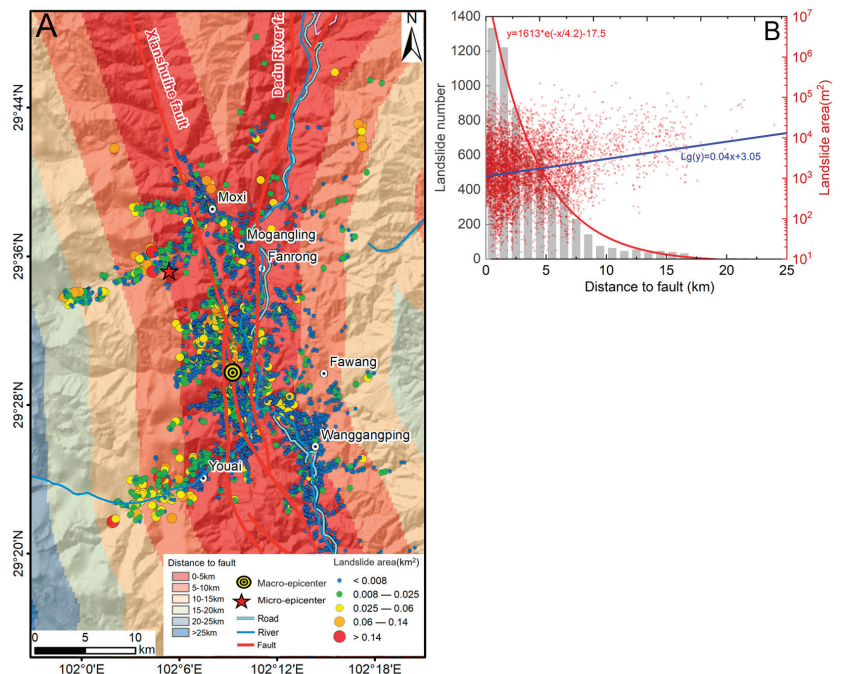 A
N
Xianshuihe fault
Dadu River fa
29°44'N
29°36'N
29°28'N
29°20'N
Moxi
Mogangling
Fanrong
Fawang
Wanggangping
Youai
Distance to fault
0-5km
5-10km
10-15km
15-20km
20-25km
>25km
Macro-epicenter
Micro-epicenter
Road
River
Fault
Landslide area(km²)
< 0.008
0.008 — 0.025
0.025 — 0.06
0.06 — 0.14
> 0.14
0 5 10
km
102°0'E 102°6'E 102°12'E 102°18'E
B
y=1613*e(-x/4.2)-17.5
Lg(y)=0.04x+3.05
Landslide number
1400
1200
1000
800
600
400
200
0
Landslide area(m²)
10⁷
10⁶
10⁵
10⁴
10³
10²
10¹
0 5 10 15 20 25
Distance to fault (km)